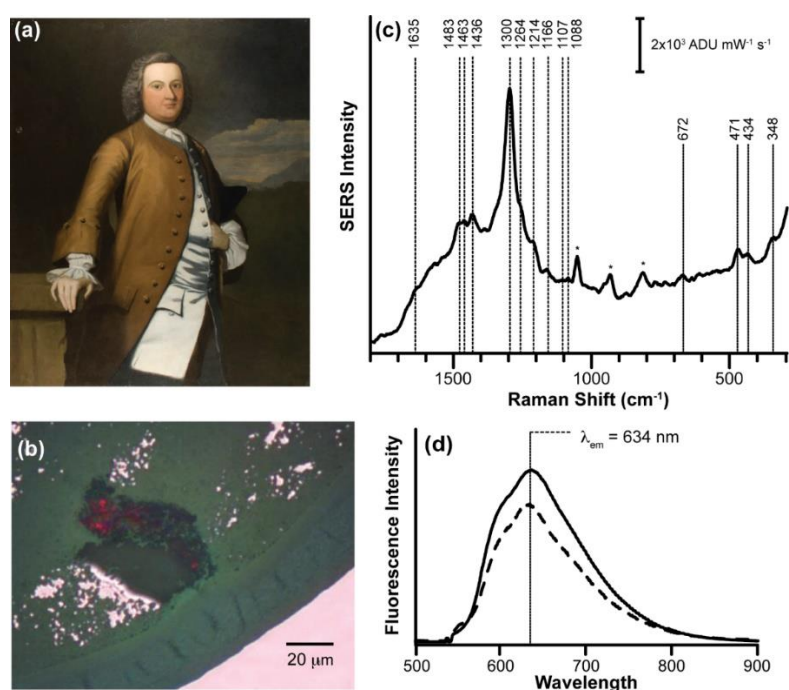 (a)
(b)
20 μm
(c)
1635
1483
1463
1436
1300
1264
1214
1166
1107
1088
2x10³ ADU mW⁻¹ s⁻¹
672
471
434
348
SERS Intensity
* * *
1500 1000 500
Raman Shift (cm⁻¹)
(d)
λem = 634 nm
Fluorescence Intensity
500 600 700 800 900
Wavelength